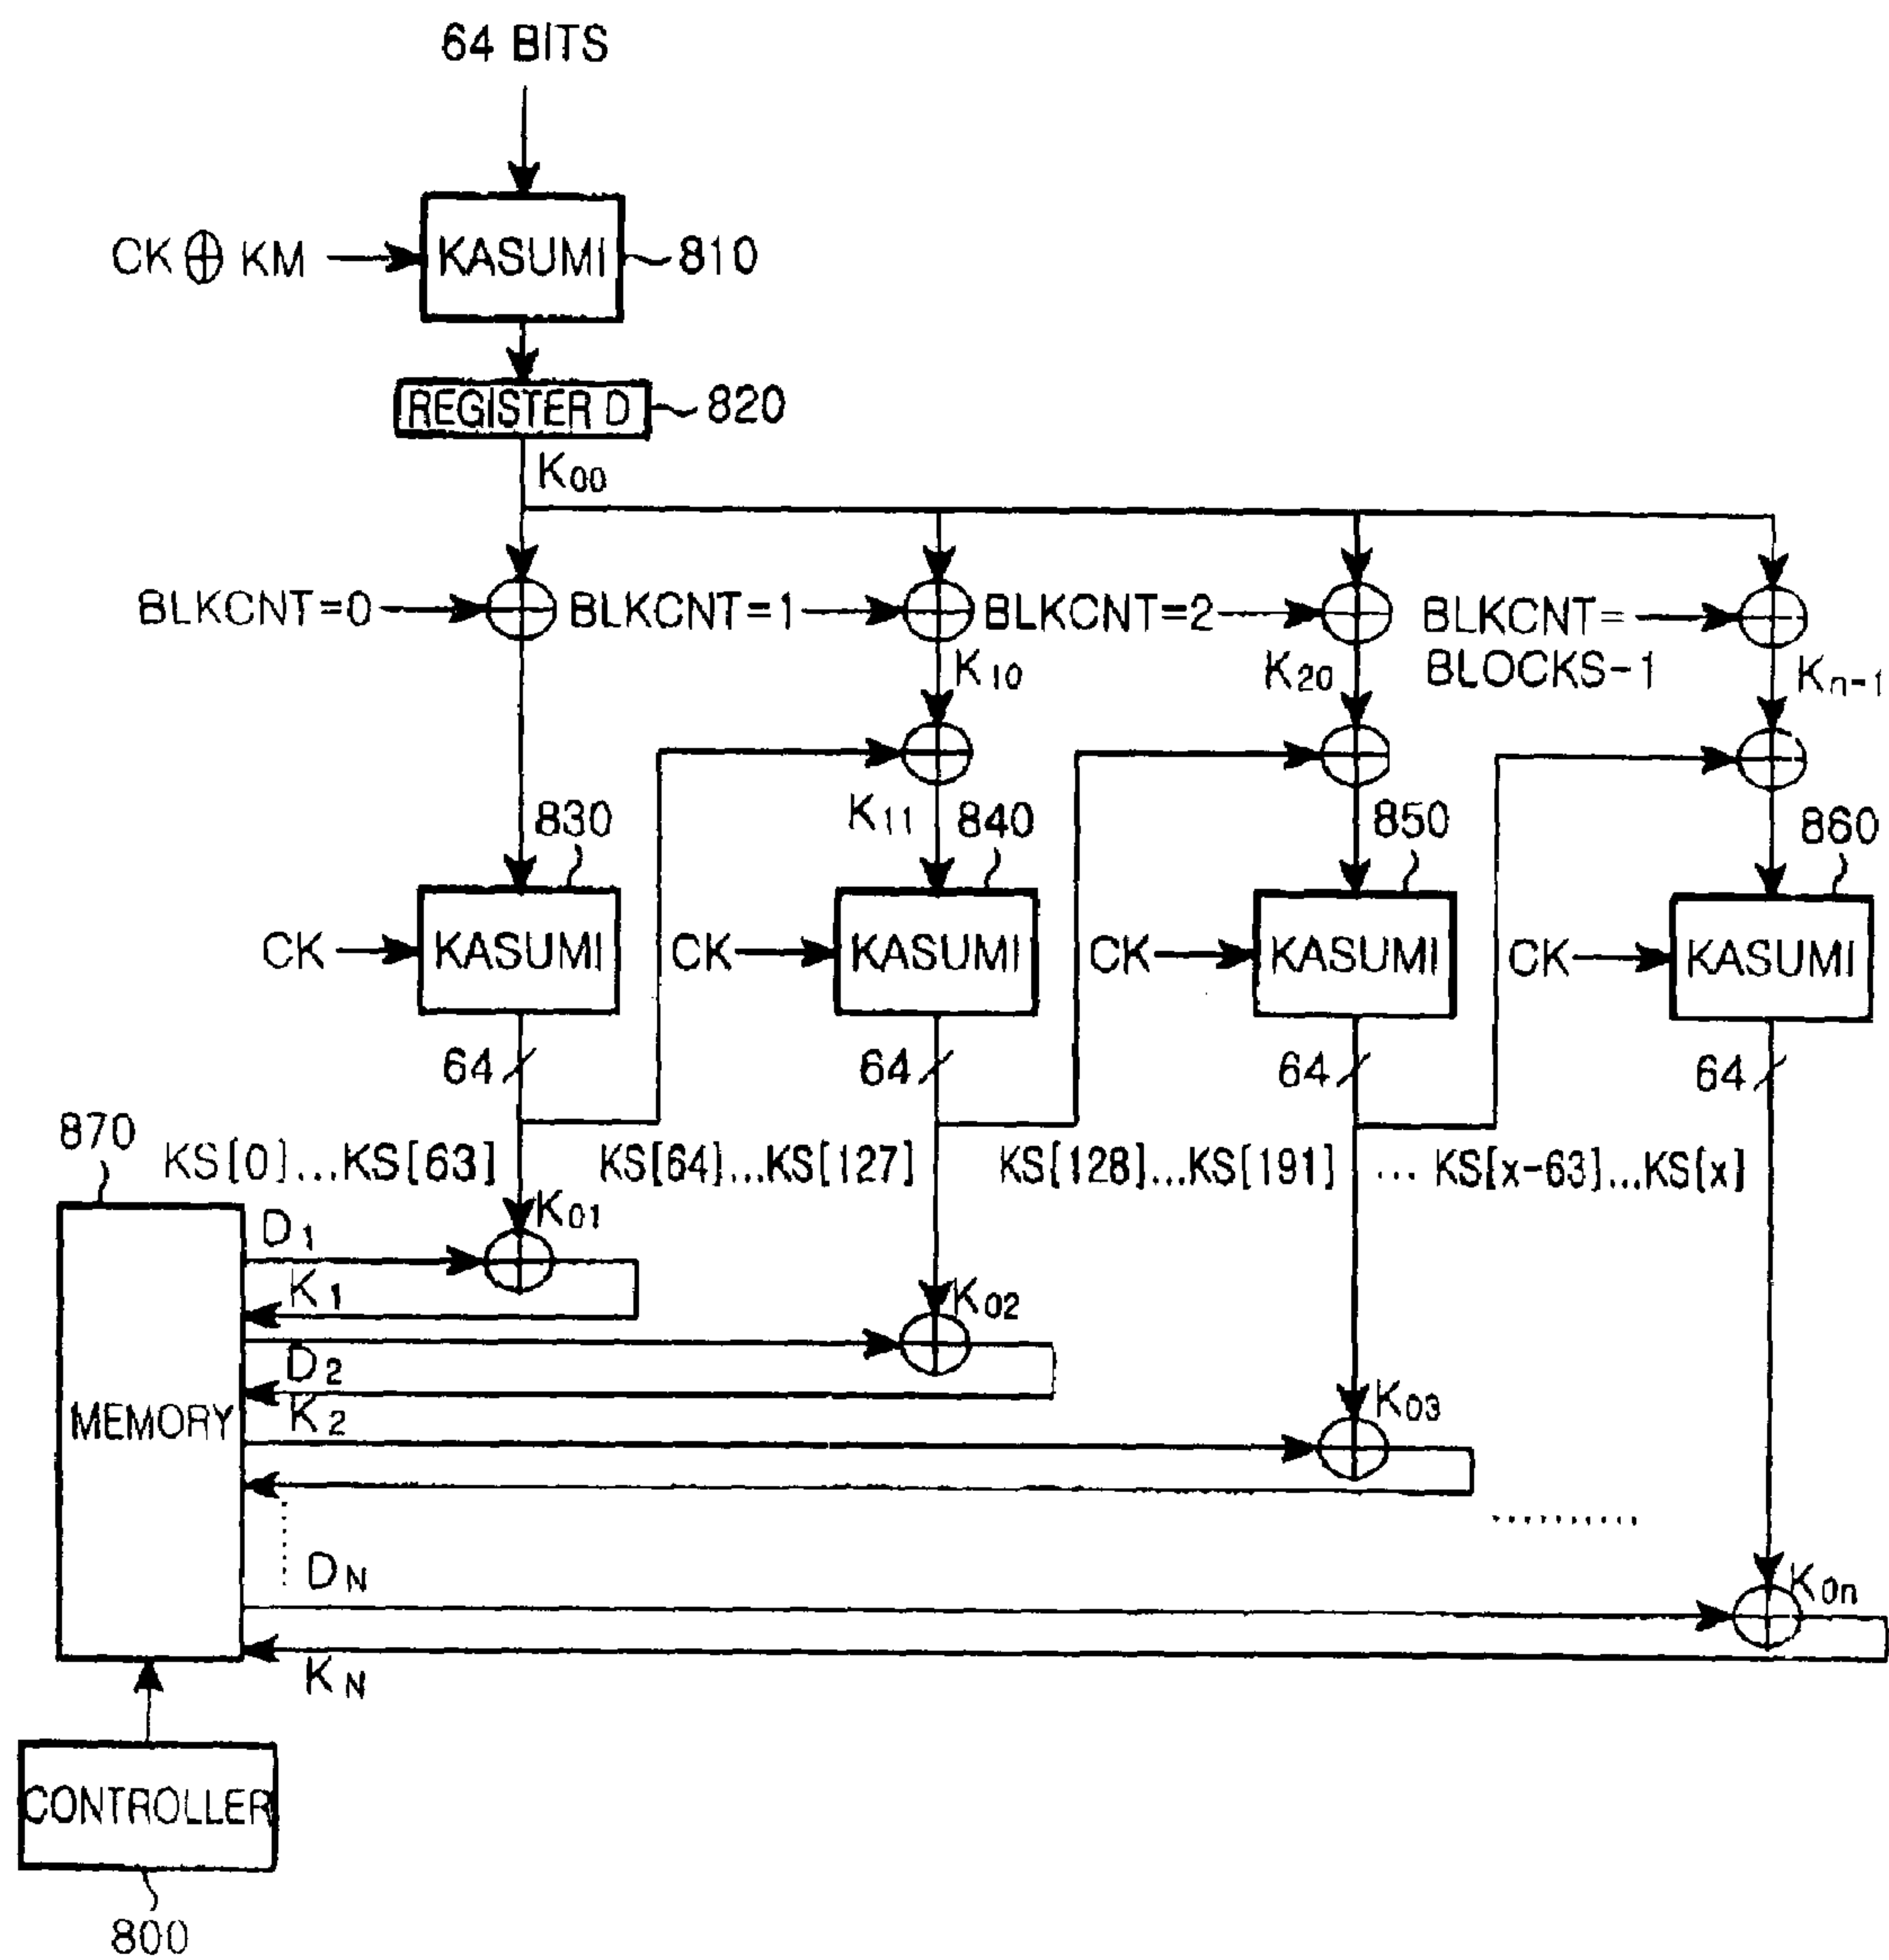 64 BITS
CK ⊕ KM
KASUMI
810
REGISTER D
820
K00
BLKCNT=0
BLKCNT=1
BLKCNT=2
BLKCNT=
BLOCKS-1
K10
K20
Kn-1
K11
830
840
850
860
CK
KASUMI
CK
KASUMI
CK
KASUMI
CK
KASUMI
64
64
64
64
870
KS[0]...KS[63]
KS[64]...KS[127]
KS[128]...KS[191]
...
KS[x-63]...KS[x]
D1
K01
K1
K02
D2
K2
K03
MEMORY
DN
K0n
KN
CONTROLLER
800